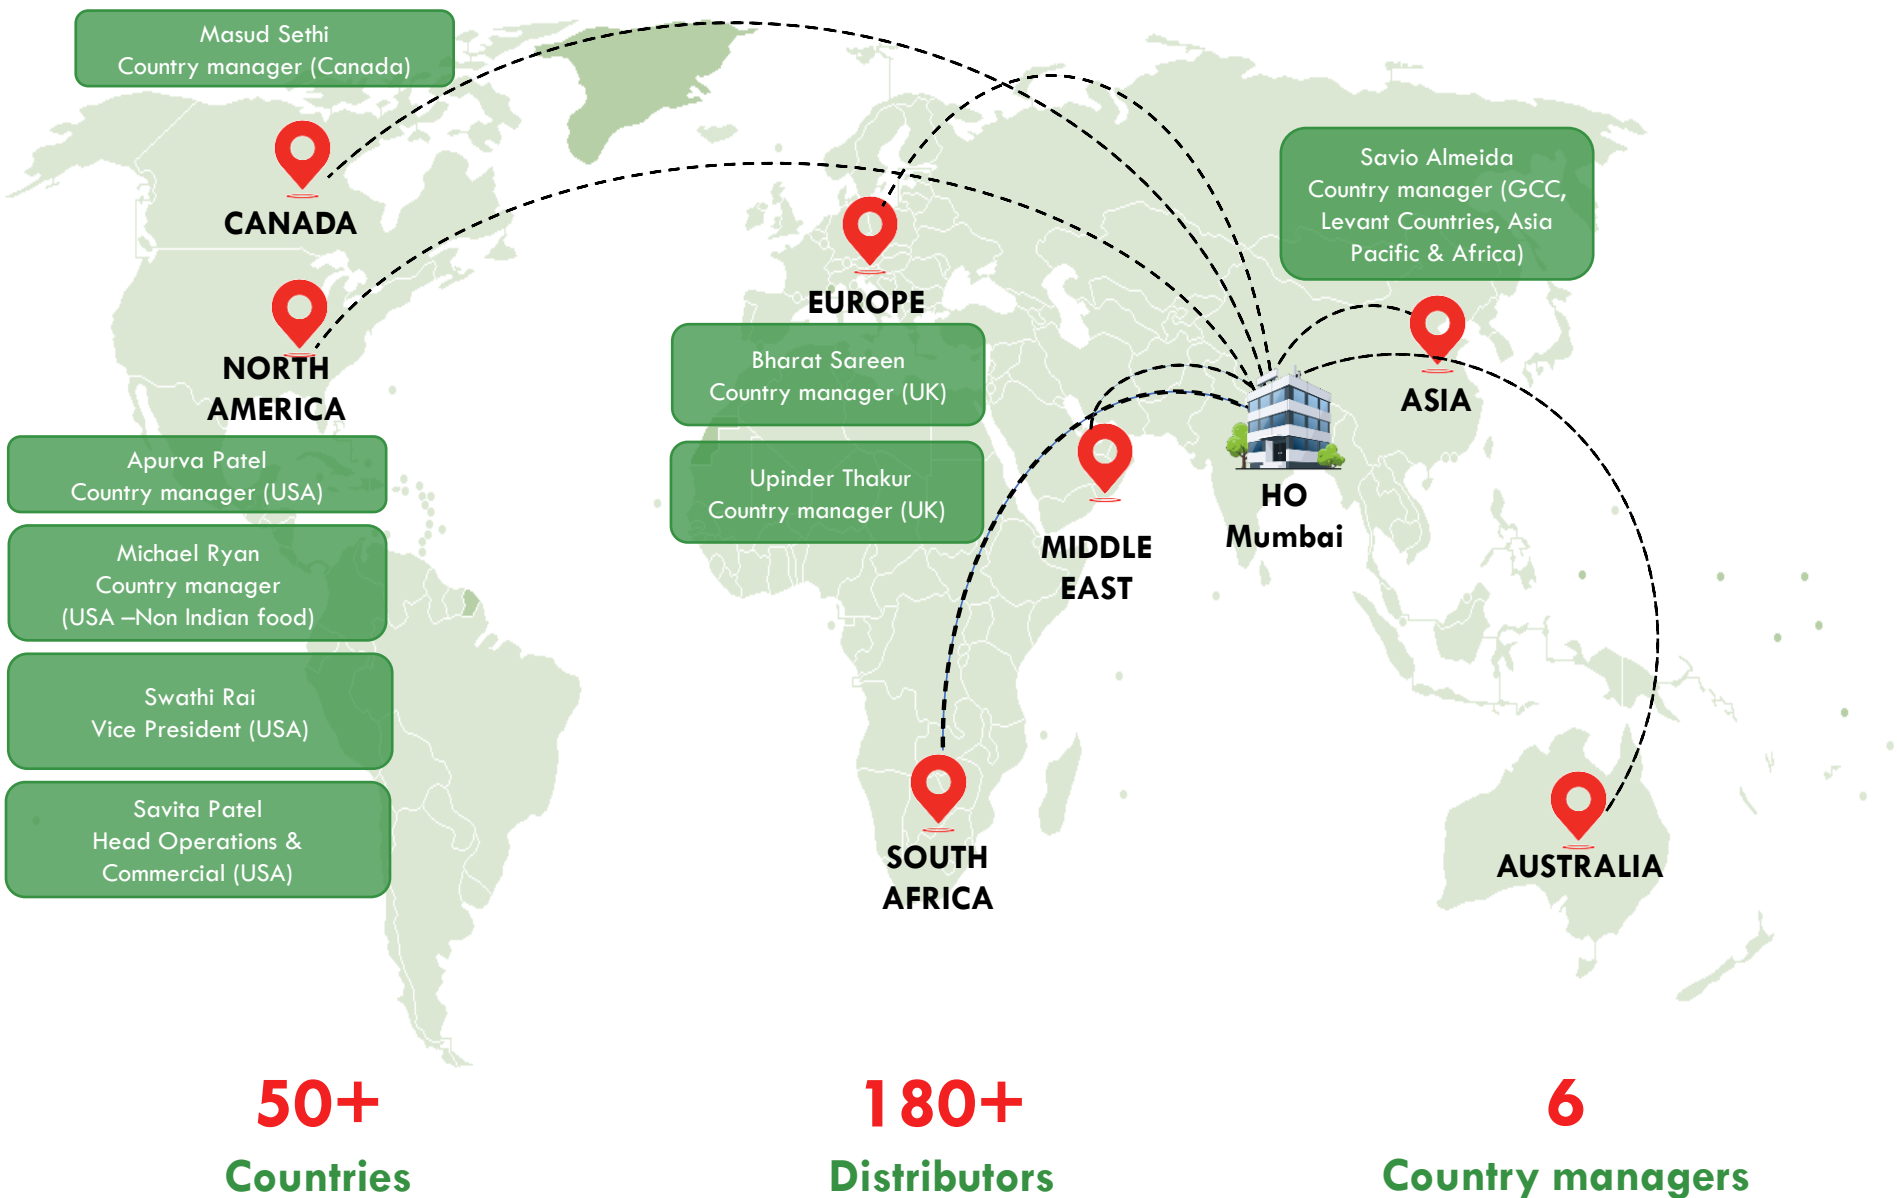 Masud Sethi
Country manager (Canada)
CANADA
NORTH
AMERICA
Apurva Patel
Country manager (USA)
Michael Ryan
Country manager
(USA –Non Indian food)
Swathi Rai
Vice President (USA)
Savita Patel
Head Operations &
Commercial (USA)
EUROPE
Bharat Sareen
Country manager (UK)
Upinder Thakur
Country manager (UK)
MIDDLE
EAST
SOUTH
AFRICA
HO
Mumbai
Savio Almeida
Country manager (GCC,
Levant Countries, Asia
Pacific & Africa)
ASIA
AUSTRALIA
50+
Countries
180+
Distributors
6
Country managers